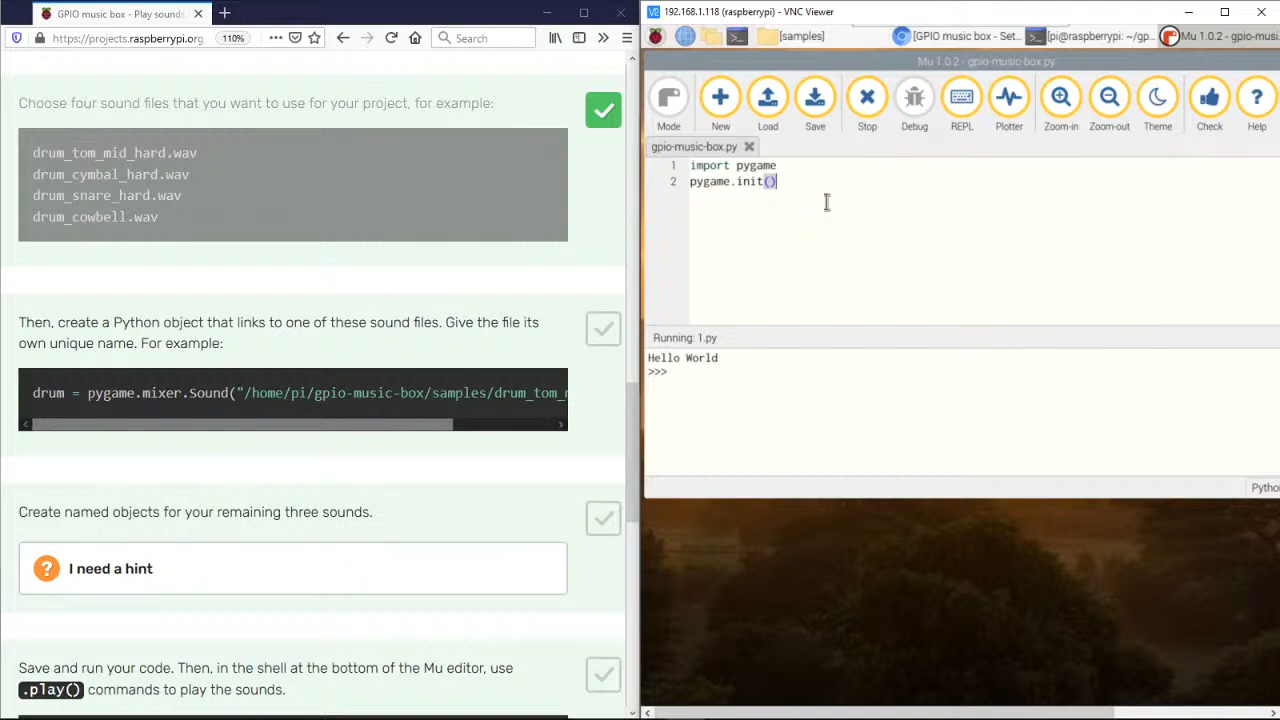 GPIO music box - Play sounds
https://projects.raspberrypi.org
110%
Search
Choose four sound files that you want to use for your project, for example:
drum_tom_mid_hard.wav
drum_cymbal_hard.wav
drum_snare_hard.wav
drum_cowbell.wav
Then, create a Python object that links to one of these sound files. Give the file its
own unique name. For example:
drum = pygame.mixer.Sound("/home/pi/gpio-music-box/samples/drum_tom_
Create named objects for your remaining three sounds.
? I need a hint
Save and run your code. Then, in the shell at the bottom of the Mu editor, use
.play() commands to play the sounds.
192.168.1.118 (raspberrypi) - VNC Viewer
[samples]
[GPIO music box - Set...
[pi@raspberrypi: ~/gp...
Mu 1.0.2 - gpio-musi...
Mu 1.0.2 - gpio-music-box.py
Mode New Load Save Stop Debug REPL Plotter Zoom-in Zoom-out Theme Check Help
gpio-music-box.py
1 import pygame
2 pygame.init()
Running: 1.py
Hello World
>>>
Pytho